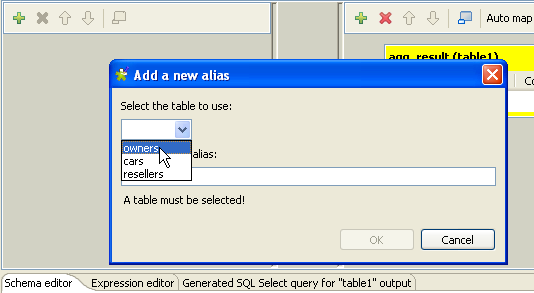 Auto map
agg_result (table1)
Add a new alias
Select the table to use:
owners
cars
resellers
alias:
A table must be selected!
OK
Cancel
Schema editor
Expression editor
Generated SQL Select query for "table1" output